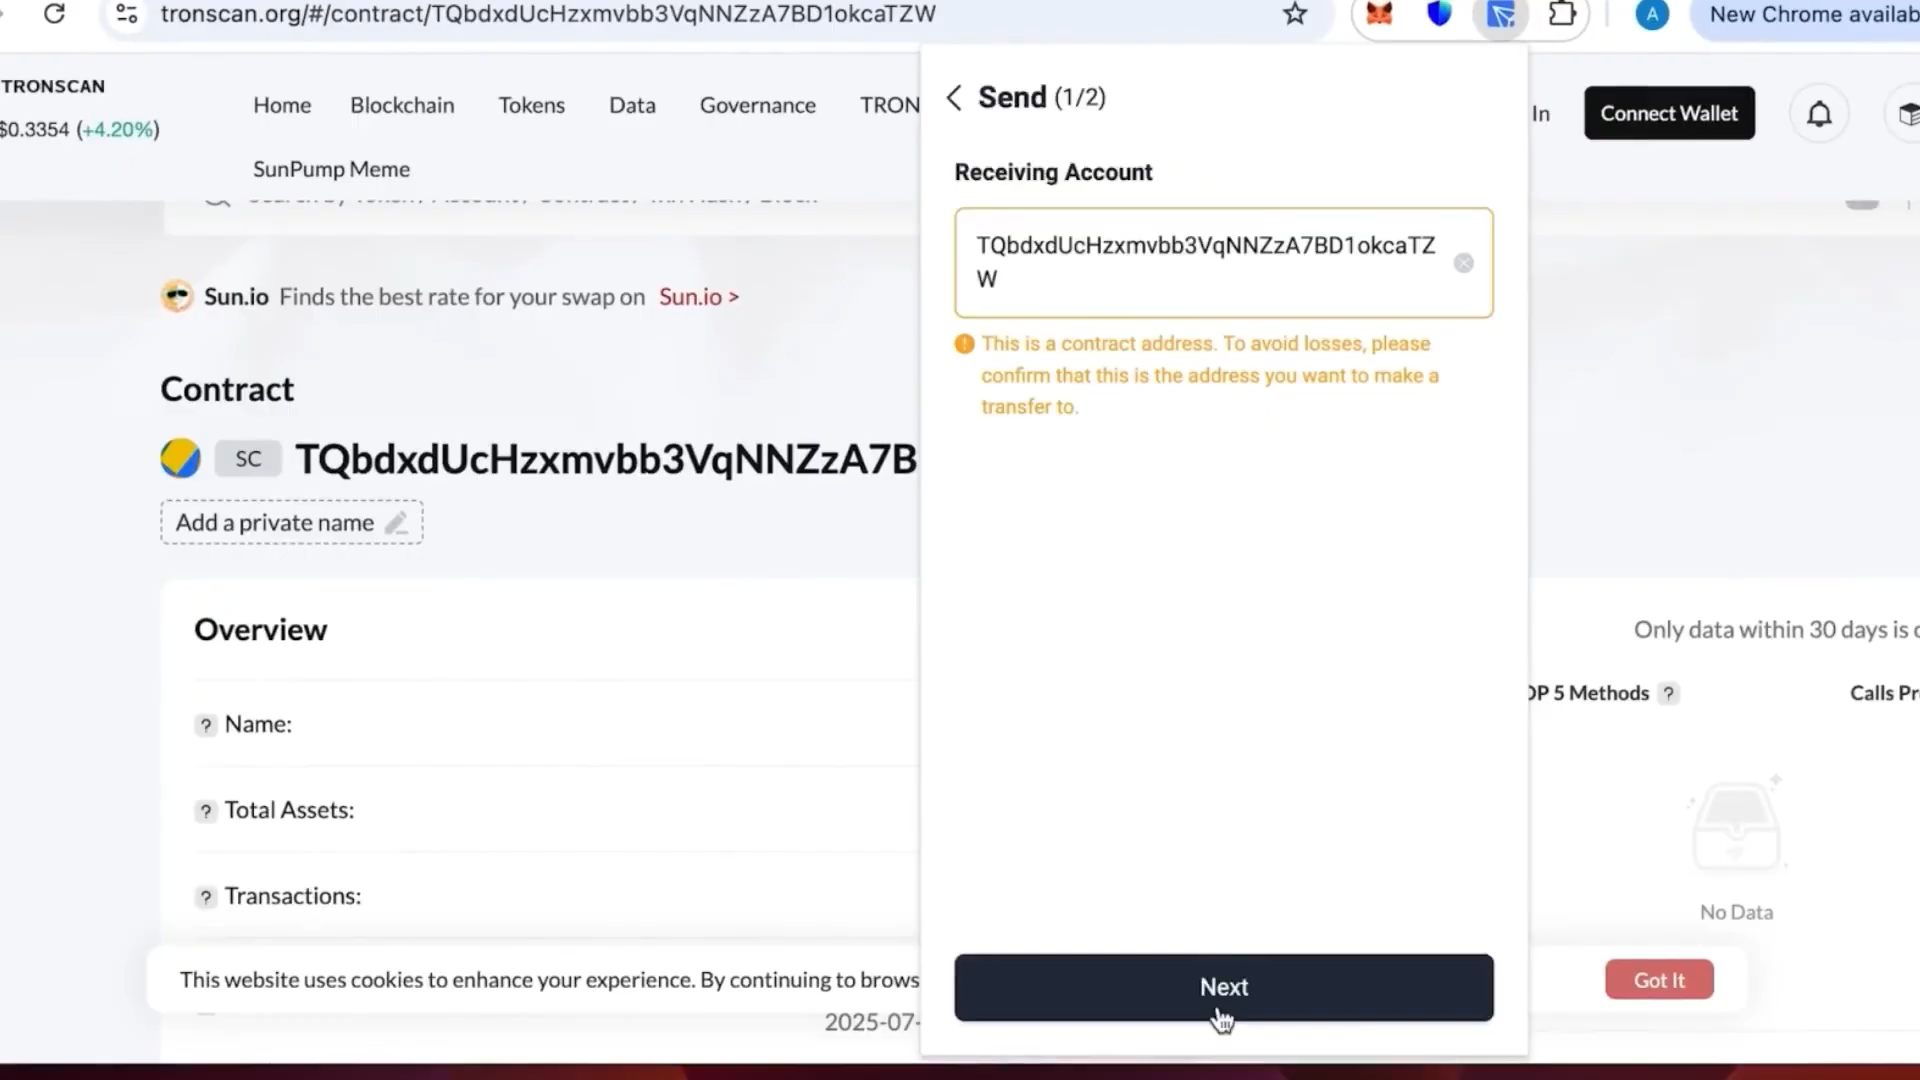 tronscan.org/#/contract/TQbdxdUcHzxmvbb3VqNNZzA7BD1okcaTZW
A
New Chrome availab
TRONSCAN
$0.3354 (+4.20%)
Home
Blockchain
Tokens
Data
Governance
TRON
SunPump Meme
In
Connect Wallet
Sun.io Finds the best rate for your swap on Sun.io >
Contract
SC
TQbdxdUcHzxmvbb3VqNNZzA7B
Add a private name
Overview
? Name:
? Total Assets:
? Transactions:
This website uses cookies to enhance your experience. By continuing to brows
2025-07-
Send (1/2)
Receiving Account
TQbdxdUcHzxmvbb3VqNNZzA7BD1okcaTZ
W
This is a contract address. To avoid losses, please
confirm that this is the address you want to make a
transfer to.
Next
Only data within 30 days is
OP 5 Methods ?
Calls Pr
No Data
Got It